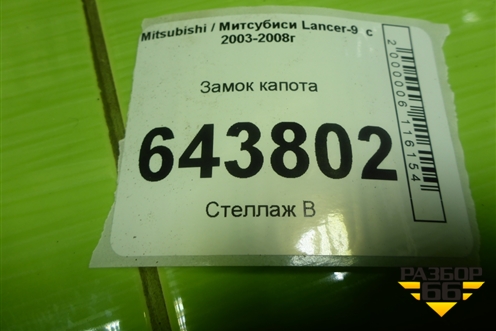 Mitsubishi / Митсубиси Lancer-9 с
2003-2008г
Замок капота
643802
Стеллаж В
2000006116154
РАЗБОР
66